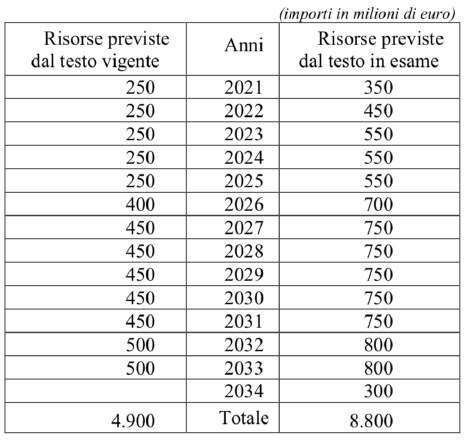 (importi in milioni di euro)
Risorse previste dal testo vigente Anni Risorse previste dal testo in esame
250 2021 350
250 2022 450
250 2023 550
250 2024 550
250 2025 550
400 2026 700
450 2027 750
450 2028 750
450 2029 750
450 2030 750
450 2031 750
500 2032 800
500 2033 800
2034 300
4.900 Totale 8.800